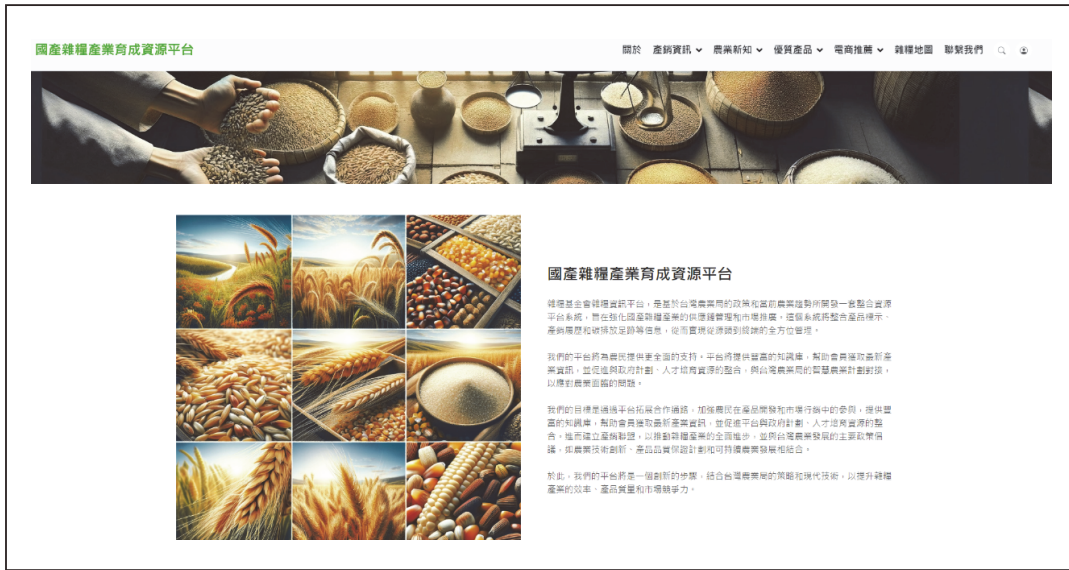 國產雜糧產業育成資源平台
關於 產銷資訊 農業新知 優質產品 電商推薦 雜糧地圖 聯繫我們
國產雜糧產業育成資源平台
雜糧基金會雜糧資訊平台，是基於台灣農業局的政策和當前農業趨勢所開發一套整合資源
平台系統，旨在強化國產雜糧產業的供應鏈管理和市場推廣。這個系統將整合產品標示、
產銷履歷和碳排放足跡等信息，從而實現從源頭到終端的全方位管理。
我們的平台將為農民提供更全面的支持。平台將提供豐富的知識庫，幫助會員獲取最新產
業資訊，並促進與政府計劃、人才培育資源的整合，與台灣農業局的智慧農業計劃對接，
以應對農業面臨的問題。
我們的目標是通過平台拓展合作通路，加強農民在產品開發和市場行銷中的參與，提供豐
富的知識庫，幫助會員獲取最新產業資訊，並促進平台與政府計劃、人才培育資源的整
合。進而建立產銷聯盟，以推動雜糧產業的全面進步，並與台灣農業發展的主要政策倡
議，如農業技術創新、產品品質保證計劃和可持續農業發展相結合。
於此，我們的平台將是一個創新的步驟，結合台灣農業局的策略和現代技術，以提升雜糧
產業的效率、產品質量和市場競爭力。